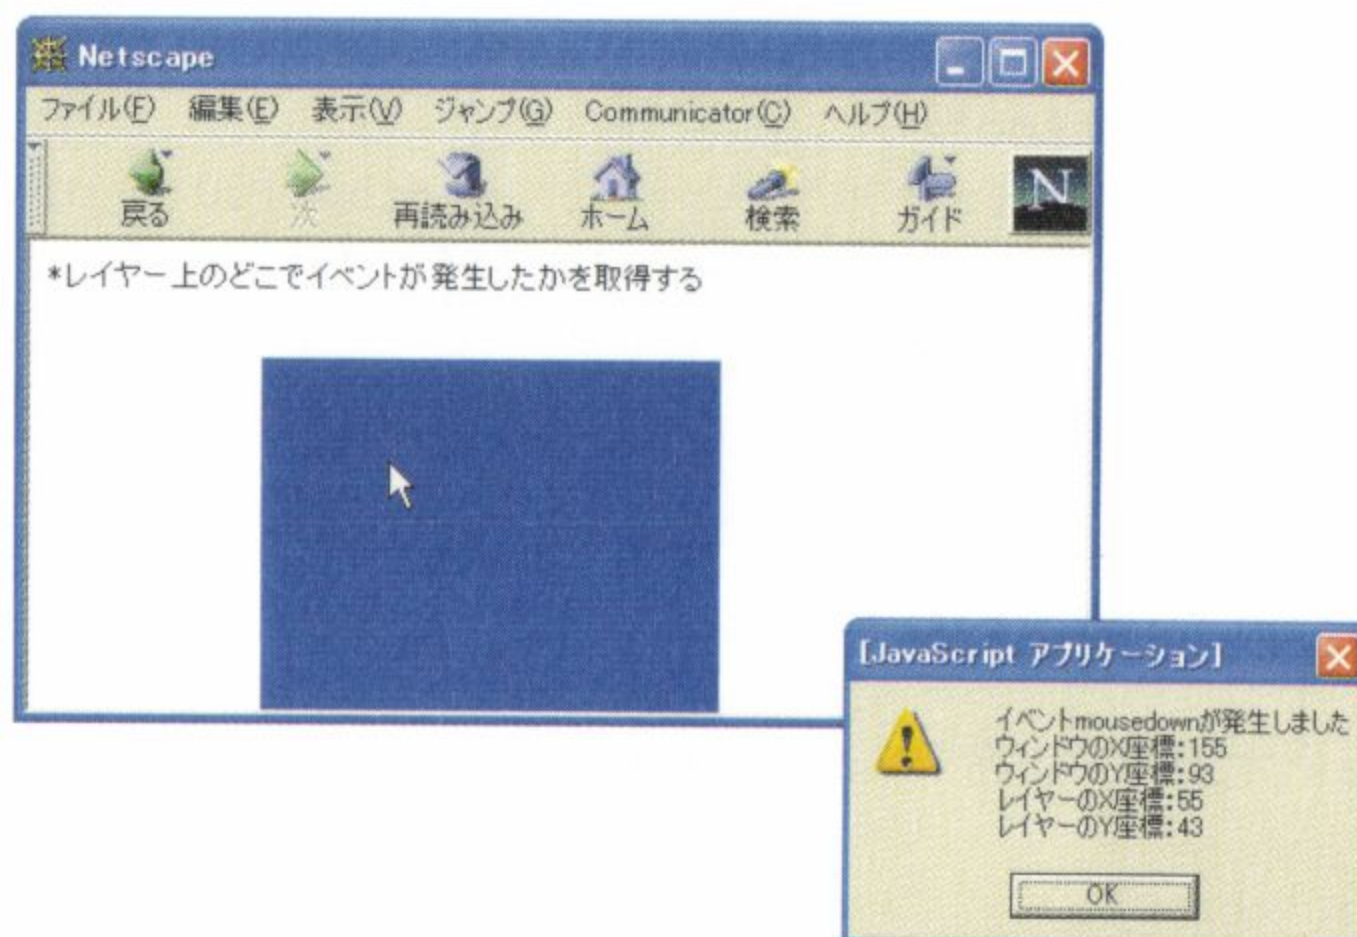 Netscape
ファイル(F) 編集(E) 表示(V) ジャンプ(G) Communicator(C) ヘルプ(H)
戻る 次 再読み込み ホーム 検索 ガイド N
*レイヤー上のどこでイベントが発生したかを取得する
[JavaScript アプリケーション]
イベントmousedownが発生しました
ウィンドウのX座標:155
ウィンドウのY座標:93
レイヤーのX座標:55
レイヤーのY座標:43
OK